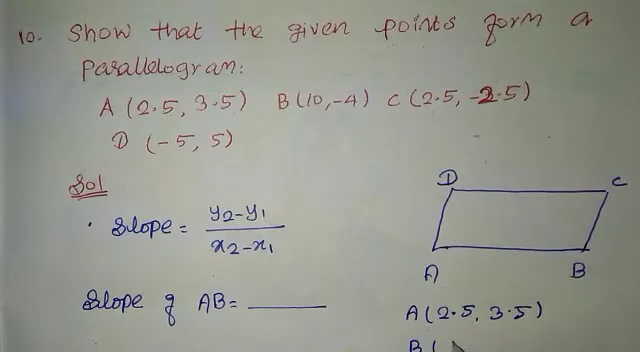 10. Show that the given points form a
Parallelogram:
A (2.5, 3.5) B(10, -4) C (2.5, -2.5)
D (-5, 5)
Sol
D C
• Slope = y2-y1 / x2-x1
A B
Slope of AB = ———
A (2.5, 3.5)
B (